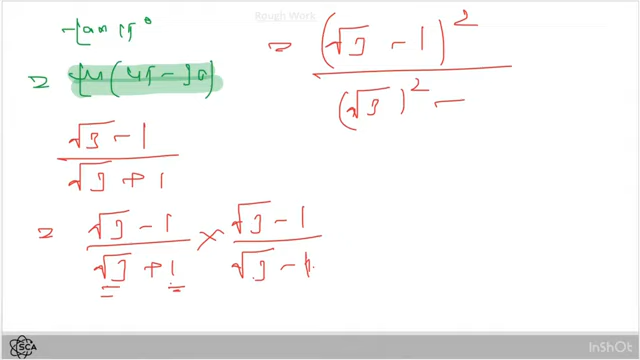 Rough Work
tan 15°
= tan(45 - 30)
(√3 - 1) / (√3 + 1)
= (√3 - 1) / (√3 + 1) × (√3 - 1) / (√3 - 1)
= (√3 - 1)² / (√3)² -
SCA
InShOt